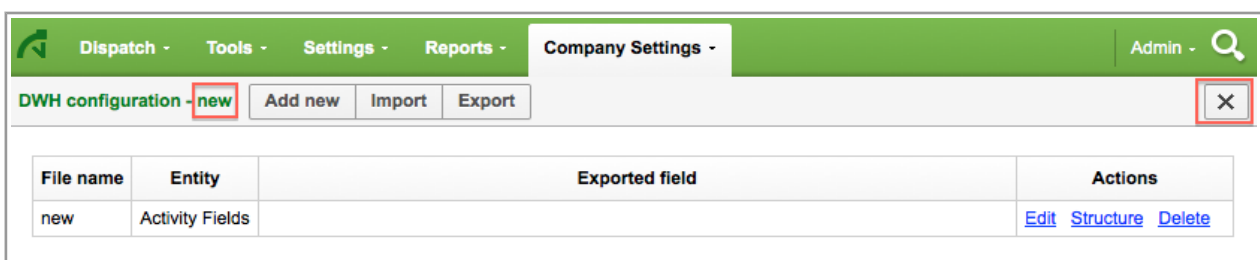 Dispatch Tools Settings Reports Company Settings Admin
DWH configuration - new Add new Import Export
File name Entity Exported field Actions
new Activity Fields Edit Structure Delete